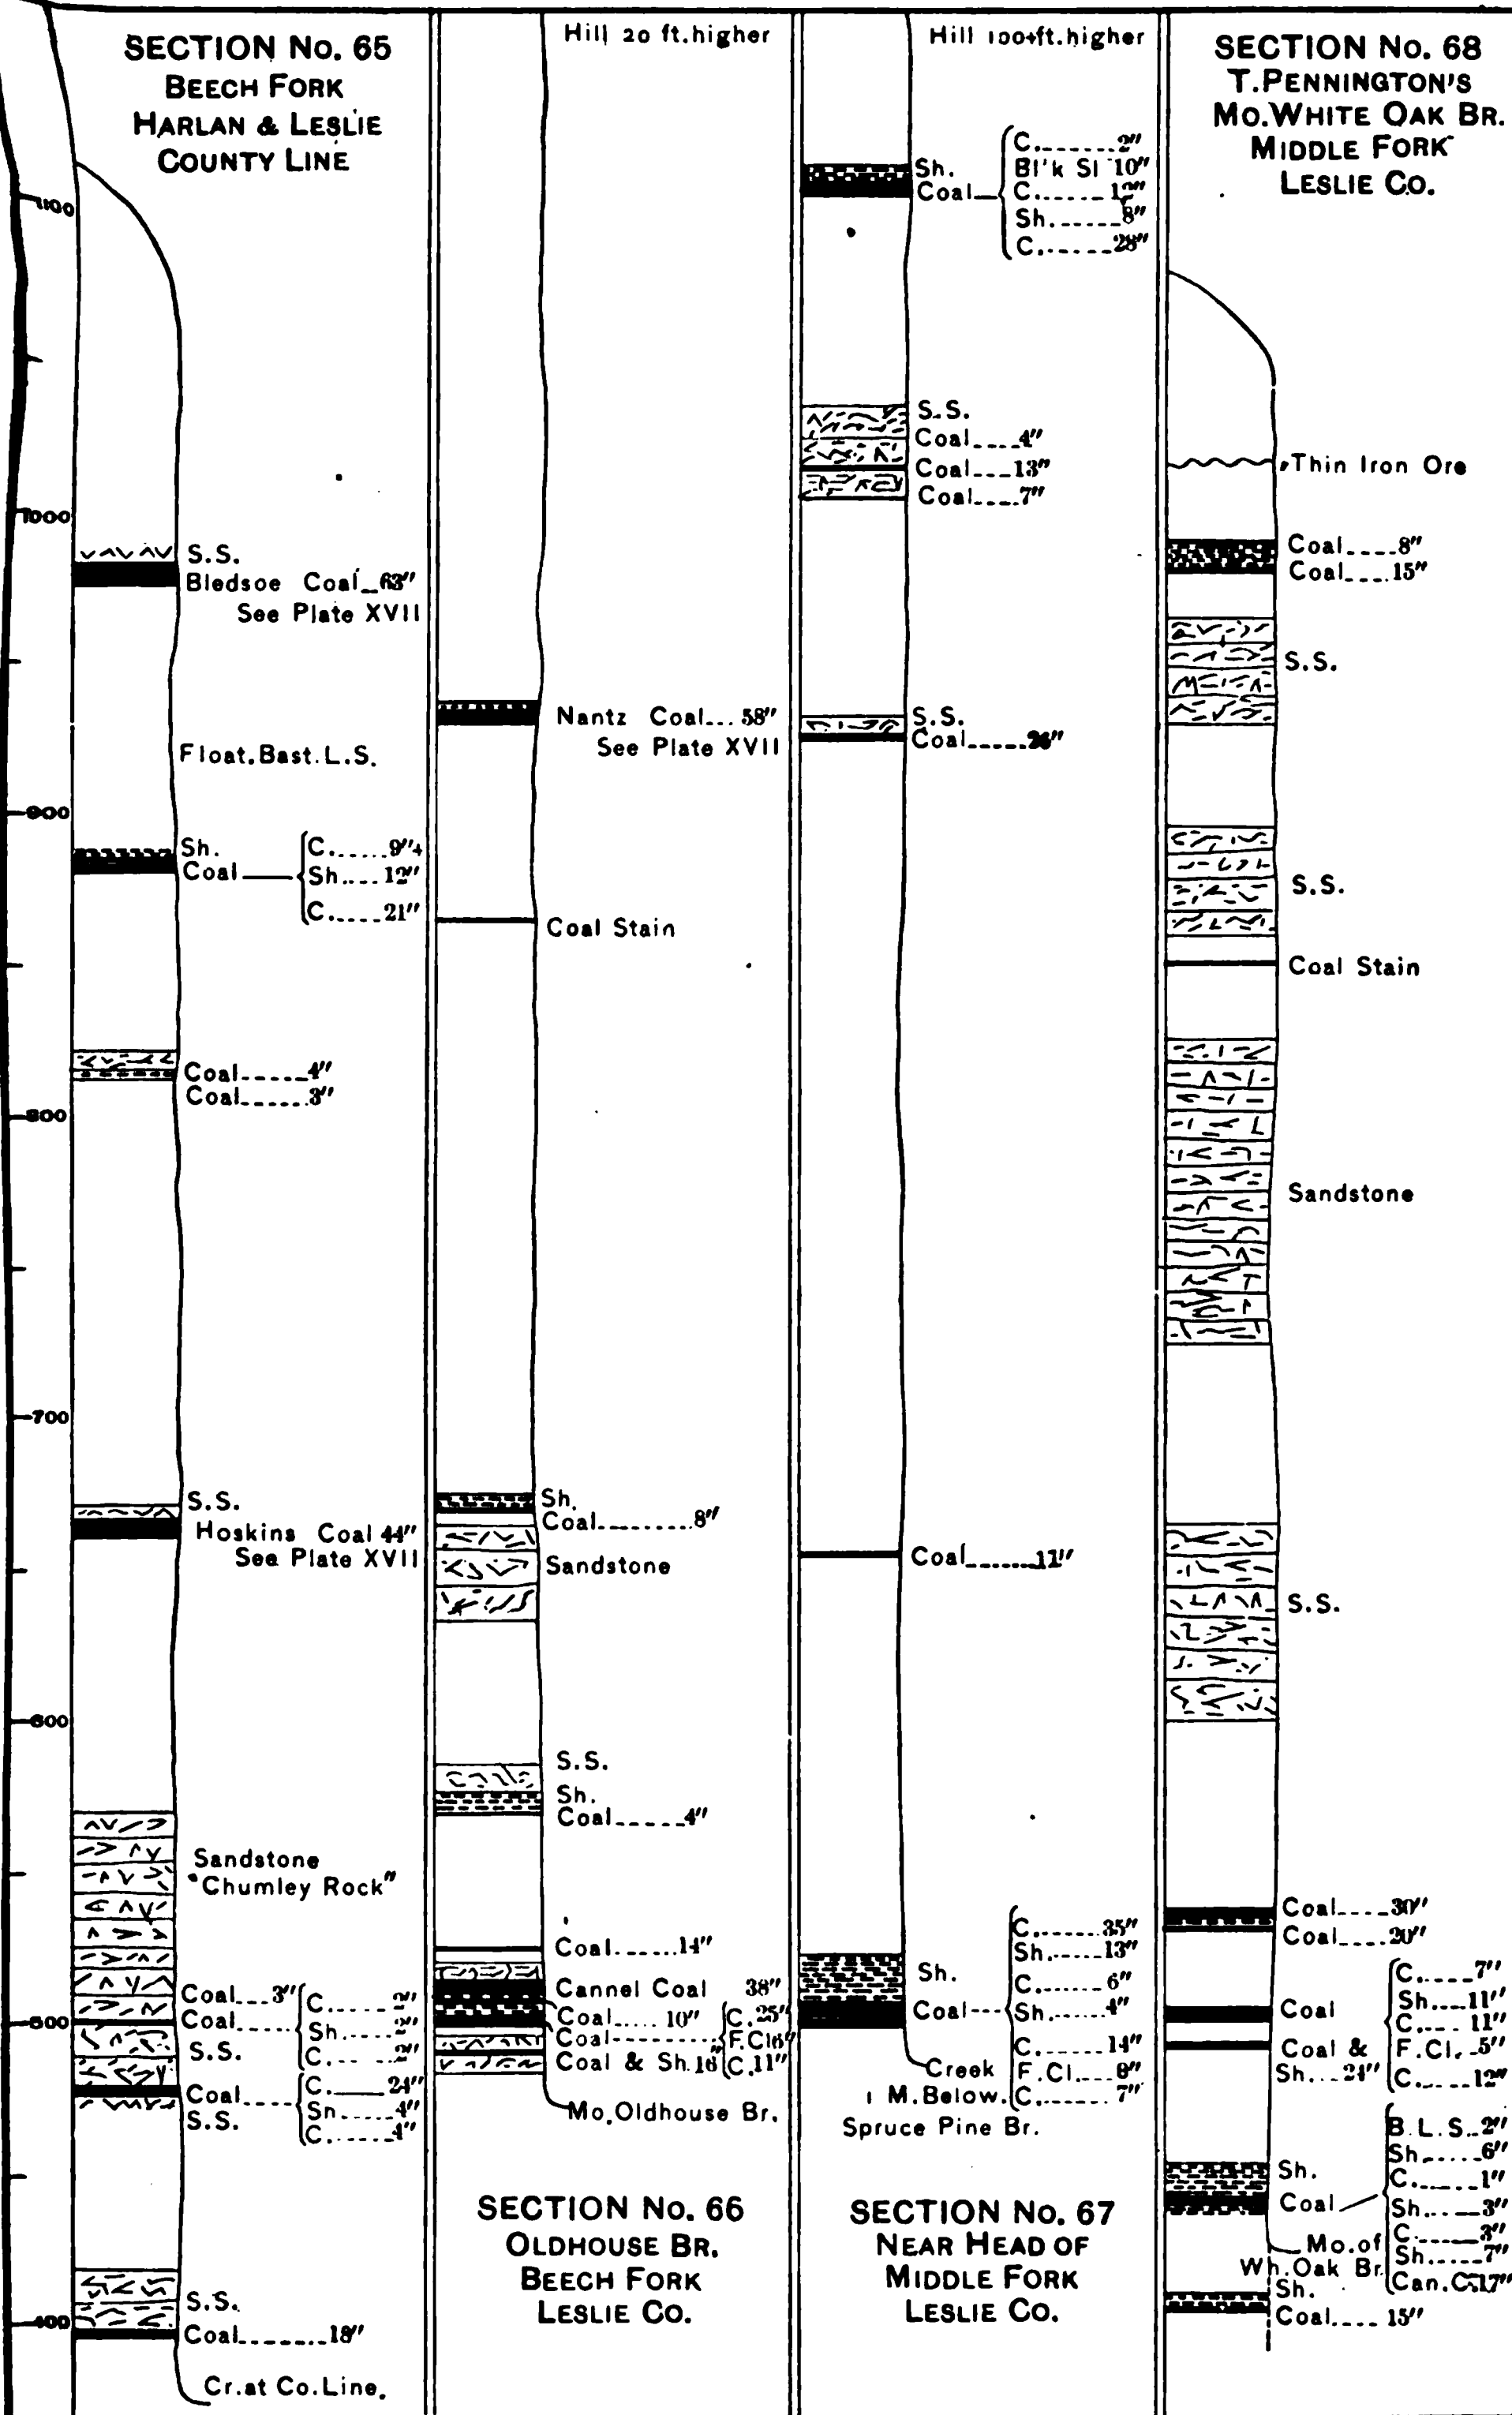 SECTION No. 65
BEECH FORK
HARLAN & LESLIE
COUNTY LINE
1100
1000
900
800
700
600
500
400
S.S.
Bledsoe Coal 63"
See Plate XVII
Float. Bast. L.S.
Sh.
Coal
C. 9"+
Sh. 12"
C. 21"
Coal 4"
Coal 3"
S.S.
Hoskins Coal 44"
See Plate XVII
Sandstone
"Chumley Rock"
Coal 3"
Coal
C. 2"
Sh. 2"
C. 2"
S.S.
Coal
C. 24"
Sh. 4"
C. 4"
S.S.
S.S.
Coal 18"
Cr. at Co. Line.
Hill 20 ft. higher
Nantz Coal 58"
See Plate XVII
Coal Stain
Sh.
Coal 8"
Sandstone
S.S.
Sh.
Coal 4"
Coal 14"
Cannel Coal 38"
Coal 10"
Coal
C. 25"
F.Cl 6"
C. 11"
Coal & Sh. 16
Mo. Oldhouse Br.
SECTION No. 66
OLDHOUSE BR.
BEECH FORK
LESLIE CO.
Hill 100+ft. higher
Sh.
Coal
C. 2"
Bl'k Sl 10"
C. 12"
Sh. 8"
C. 28"
S.S.
Coal 4"
Coal 13"
Coal 7"
S.S.
Coal 26"
Coal 11"
Sh.
Coal
C. 35"
Sh. 13"
C. 6"
Sh. 4"
C. 14"
F.Cl. 8"
C. 7"
Creek
1 M. Below.
Spruce Pine Br.
SECTION No. 67
NEAR HEAD OF
MIDDLE FORK
LESLIE CO.
SECTION No. 68
T. PENNINGTON'S
MO. WHITE OAK BR.
MIDDLE FORK
LESLIE CO.
Thin Iron Ore
Coal 8"
Coal 15"
S.S.
S.S.
Coal Stain
Sandstone
S.S.
Coal 30"
Coal 20"
Coal
Coal &
Sh. 24"
C. 7"
Sh. 11"
C. 11"
F.Cl. 5"
C. 12"
Sh.
Coal
B.L.S. 2"
Sh. 6"
C. 1"
Sh. 3"
C. 3"
Sh. 7"
Can. C. 17"
Mo. of
Wh. Oak Br.
Sh.
Coal 15"